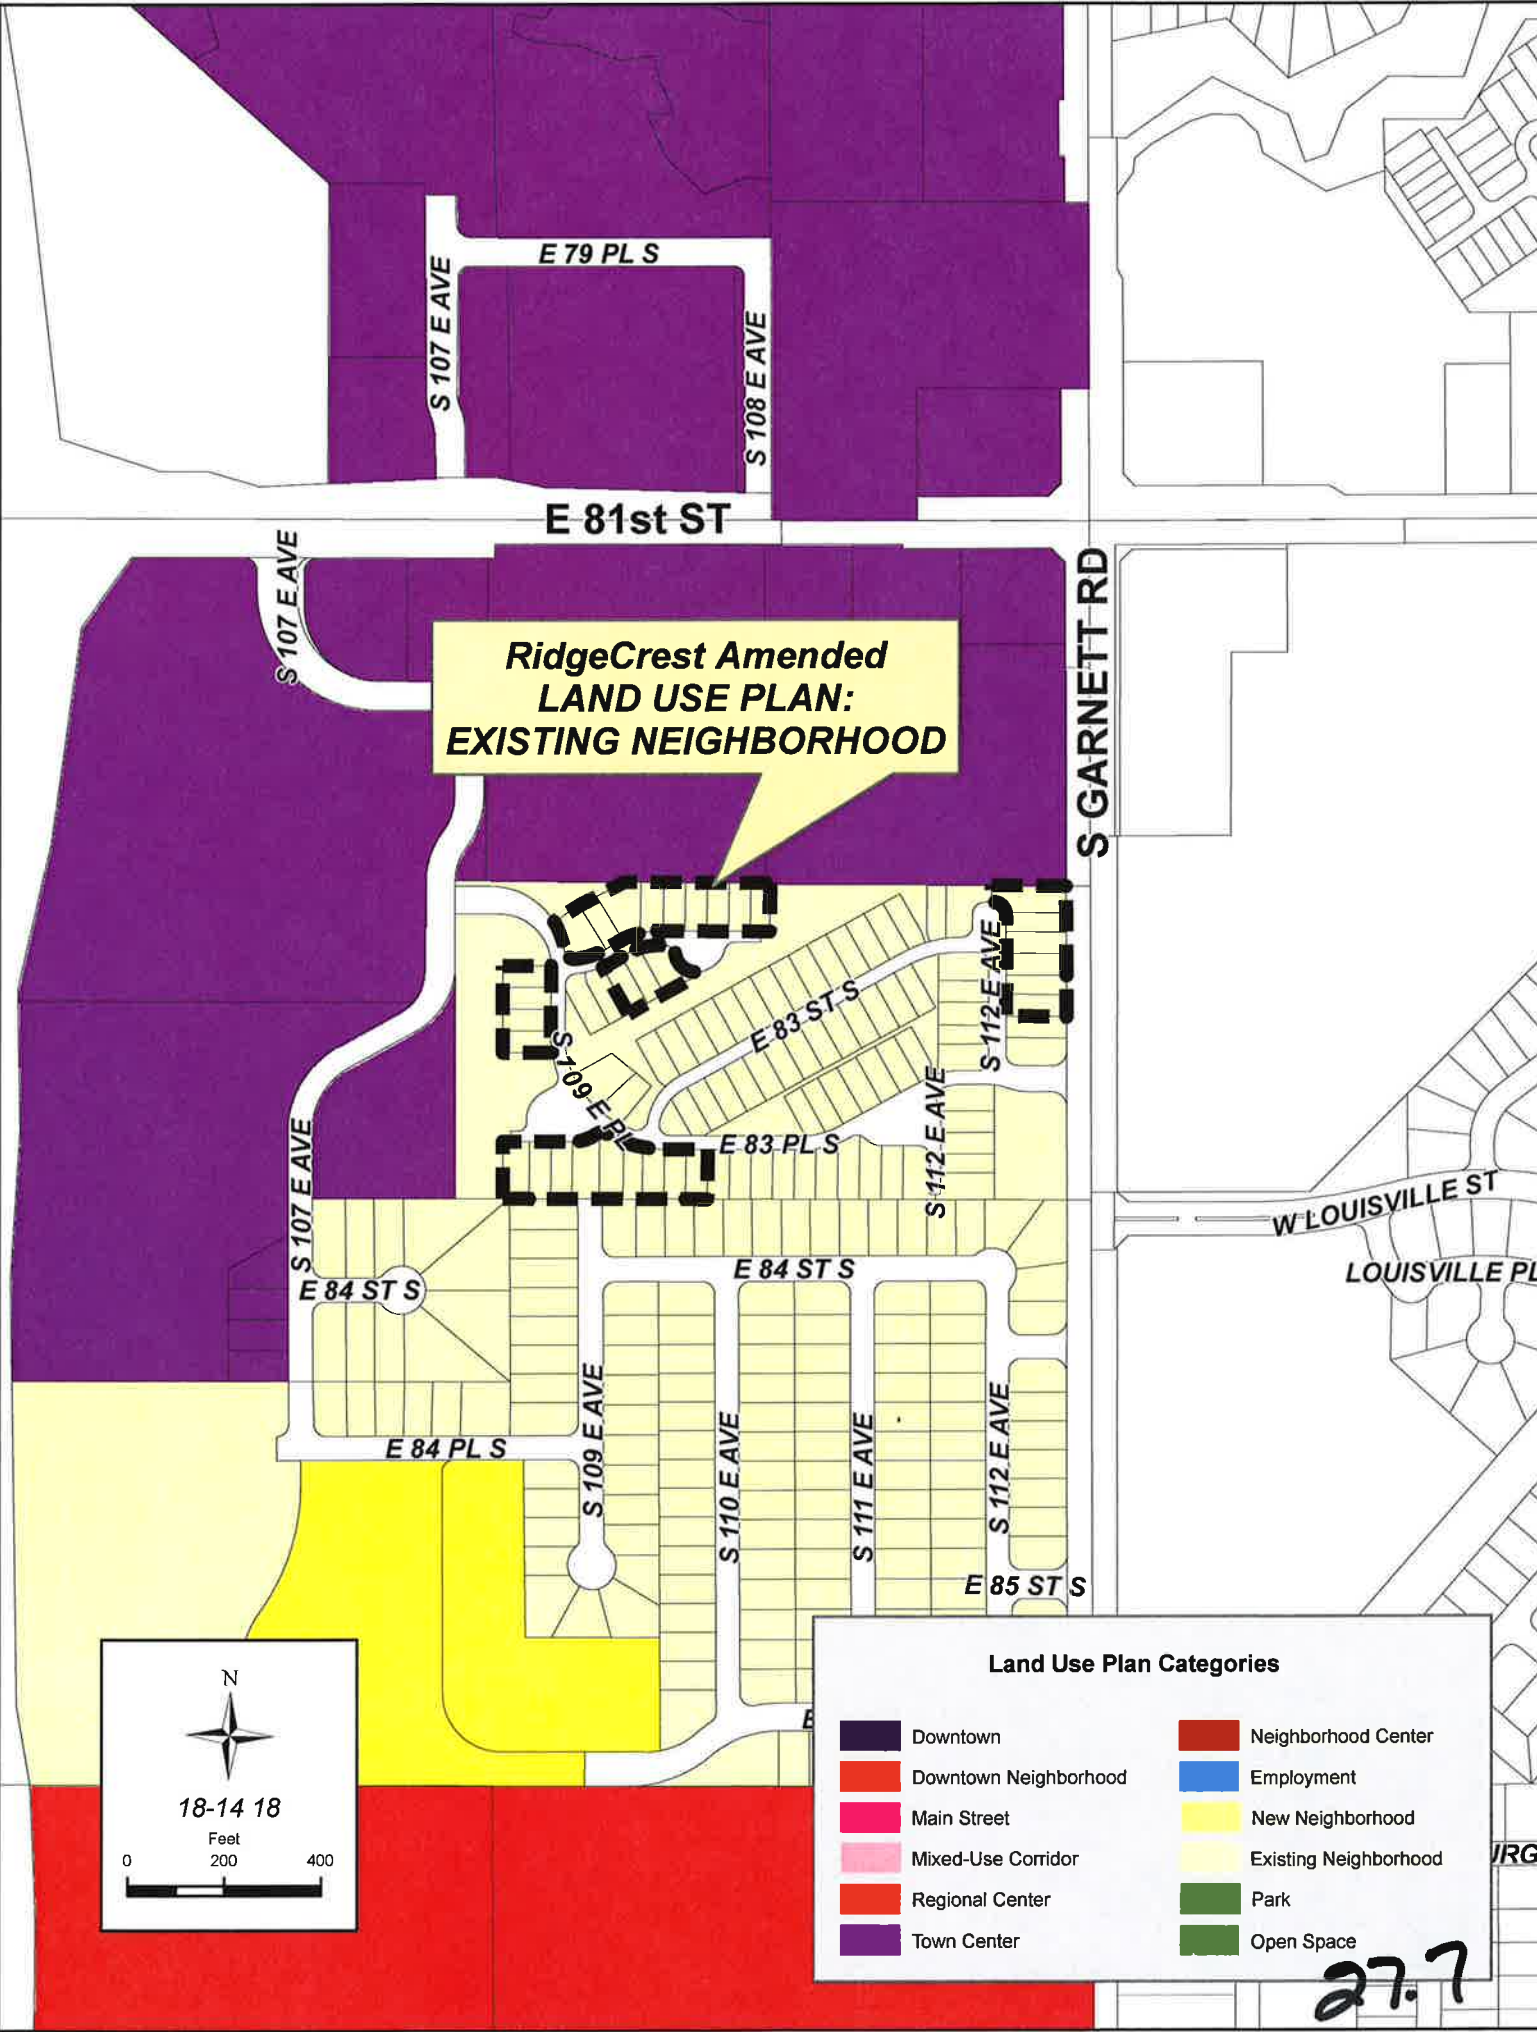 E 79 PL S
S 107 E AVE
S 108 E AVE
E 81st ST
S 107 E AVE
S GARNETT RD
RidgeCrest Amended
LAND USE PLAN:
EXISTING NEIGHBORHOOD
S 112 E AVE
E 83 ST S
S 109 E PL
S 112 E AVE
E 83 PL S
S 107 E AVE
W LOUISVILLE ST
E 84 ST S
LOUISVILLE PL
E 84 ST S
S 109 E AVE
S 110 E AVE
S 111 E AVE
S 112 E AVE
E 84 PL S
E 85 ST S
Land Use Plan Categories
Downtown
Downtown Neighborhood
Main Street
Mixed-Use Corridor
Regional Center
Town Center
Neighborhood Center
Employment
New Neighborhood
Existing Neighborhood
Park
Open Space
N
18-14 18
Feet
0 200 400
27.7